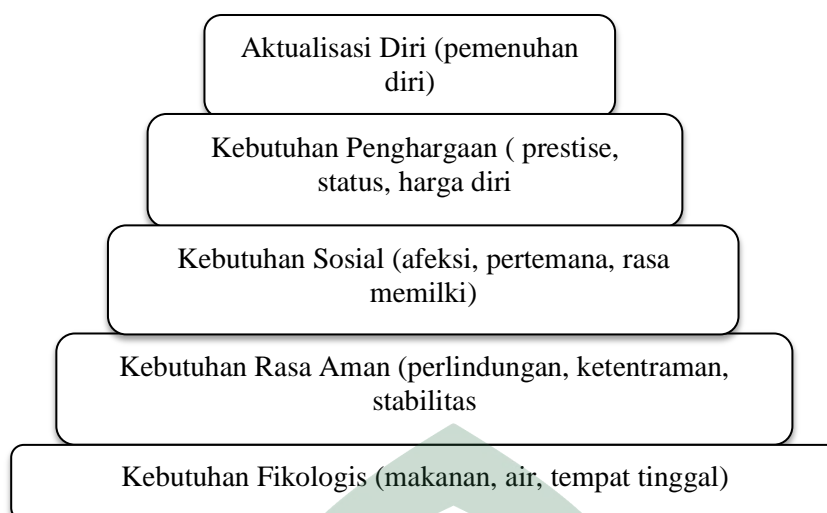 Aktualisasi Diri (pemenuhan
diri)
Kebutuhan Penghargaan ( prestise,
status, harga diri
Kebutuhan Sosial (afeksi, pertemana, rasa
memilki)
Kebutuhan Rasa Aman (perlindungan, ketentraman,
stabilitas
Kebutuhan Fikologis (makanan, air, tempat tinggal)